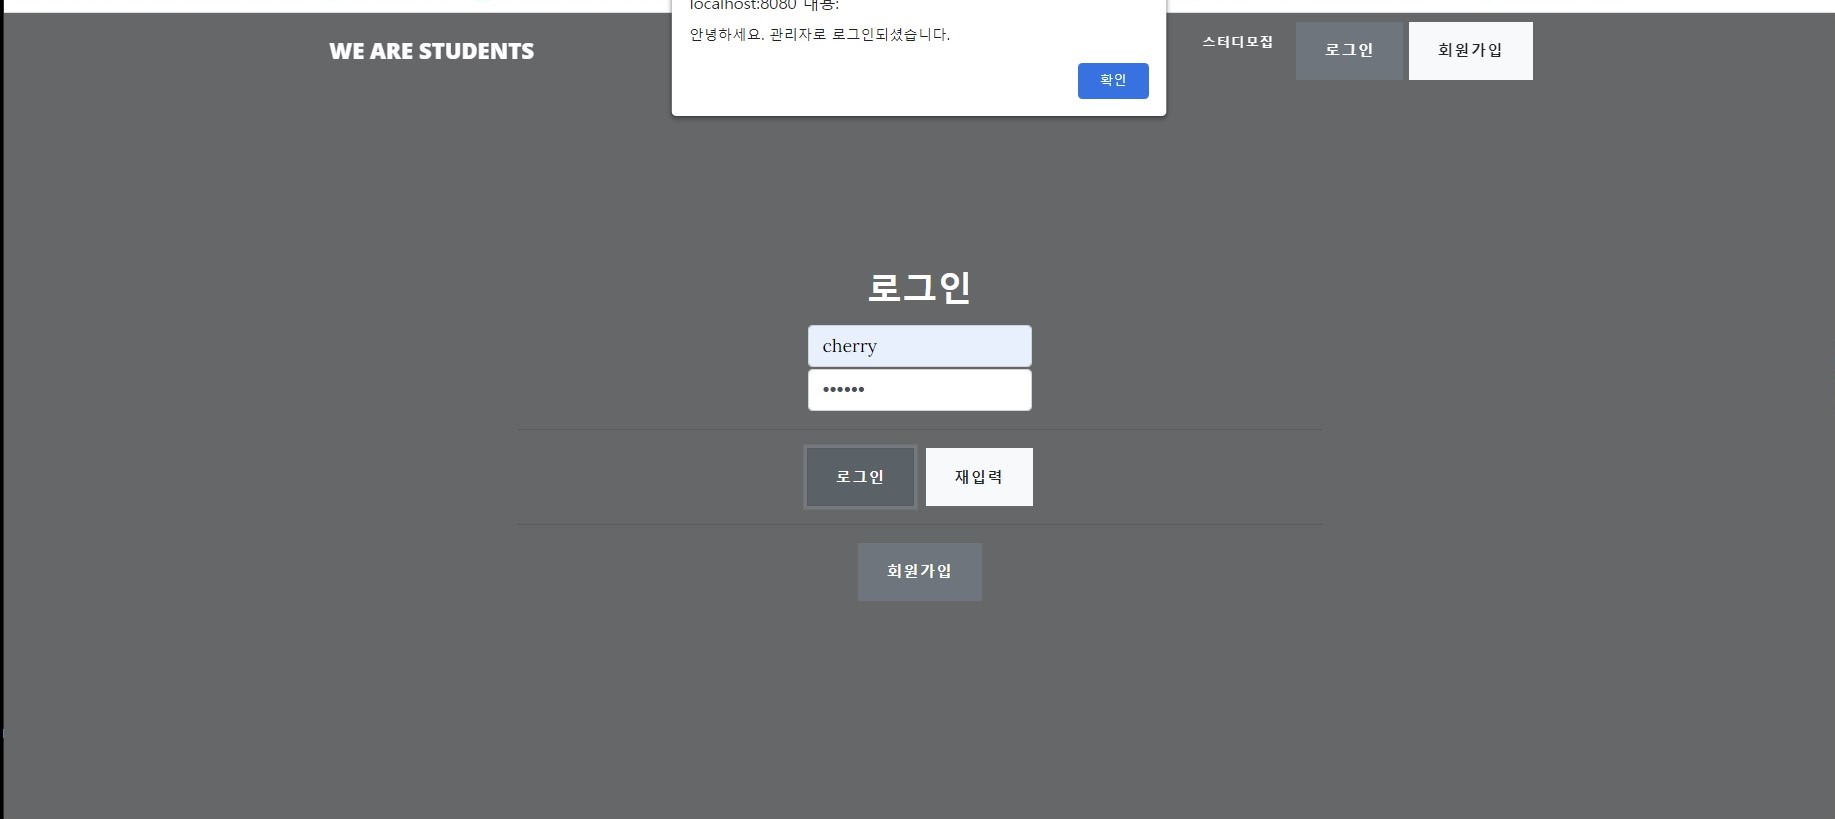 localhost:8080 내용:
안녕하세요. 관리자로 로그인되셨습니다.
확인
WE ARE STUDENTS
스터디모집
로그인
회원가입
로그인
cherry
••••••
로그인
재입력
회원가입